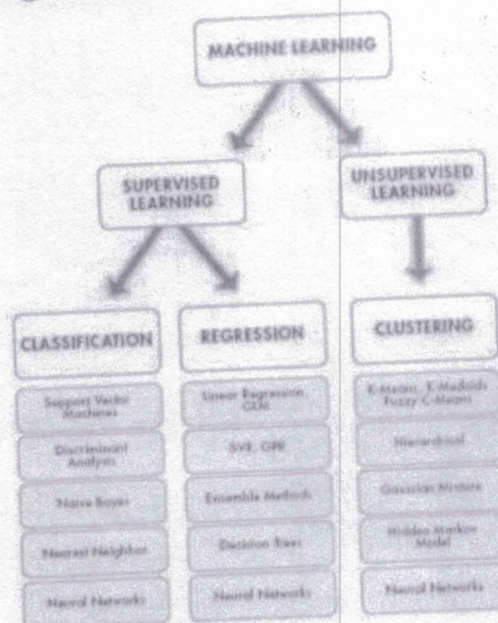 MACHINE LEARNING
SUPERVISED
LEARNING
UNSUPERVISED
LEARNING
CLASSIFICATION
REGRESSION
CLUSTERING
Support Vector
Machines
Linear Regression,
GLM
K-Means, K-Medoids
Fuzzy C-Means
Discriminant
Analysis
SVR, GPR
Hierarchical
Naive Bayes
Ensemble Methods
Gaussian Mixture
Nearest Neighbor
Decision Trees
Hidden Markov
Model
Neural Networks
Neural Networks
Neural Networks